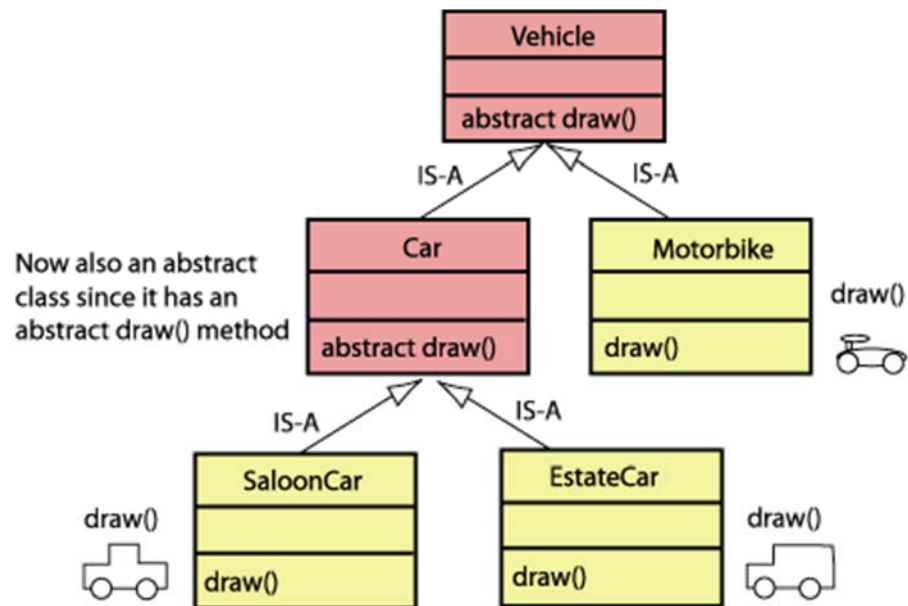 Vehicle
abstract draw()
IS-A
IS-A
Now also an abstract
class since it has an
abstract draw() method
Car
abstract draw()
Motorbike
draw()
draw()
IS-A
IS-A
SaloonCar
draw()
draw()
EstateCar
draw()
draw()